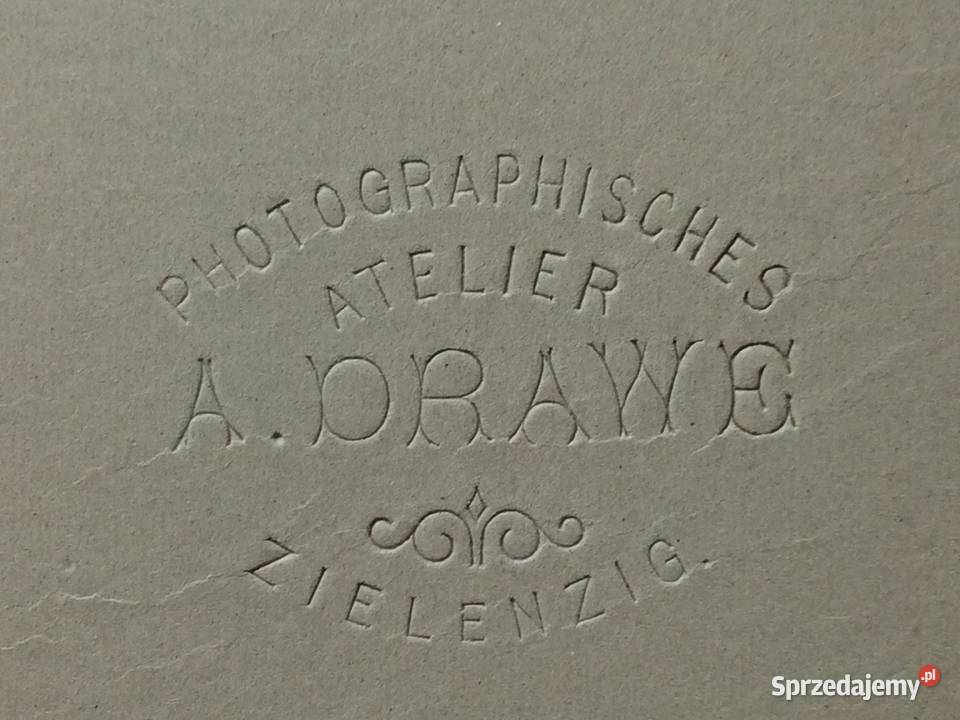 PHOTOGRAPHISCHES
ATELIER
A. DRAWE
ZIELENZIG.
Sprzedajemy.pl